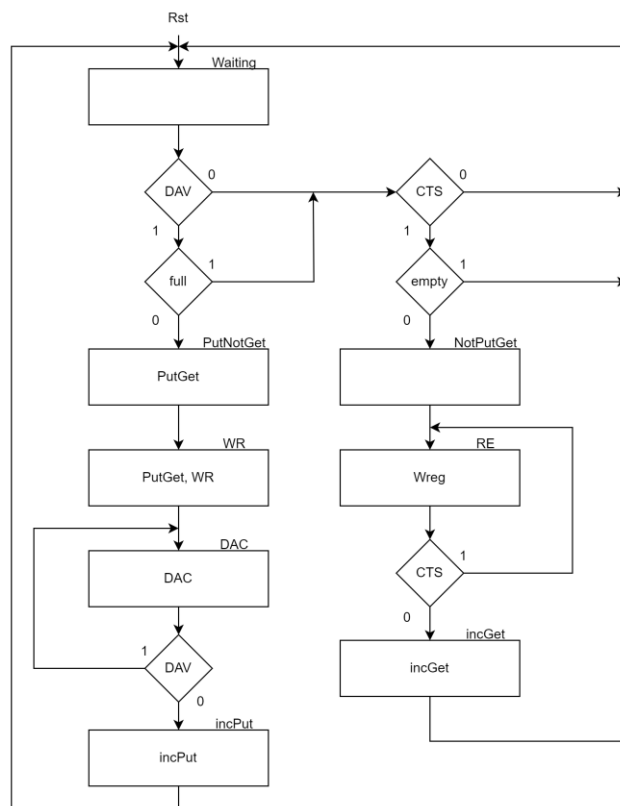 Rst
Waiting
DAV
0
1
full
1
0
PutNotGet
PutGet
WR
PutGet, WR
DAC
DAC
1
DAV
0
incPut
incPut
CTS
0
1
empty
1
0
NotPutGet
RE
Wreg
CTS
1
0
incGet
incGet